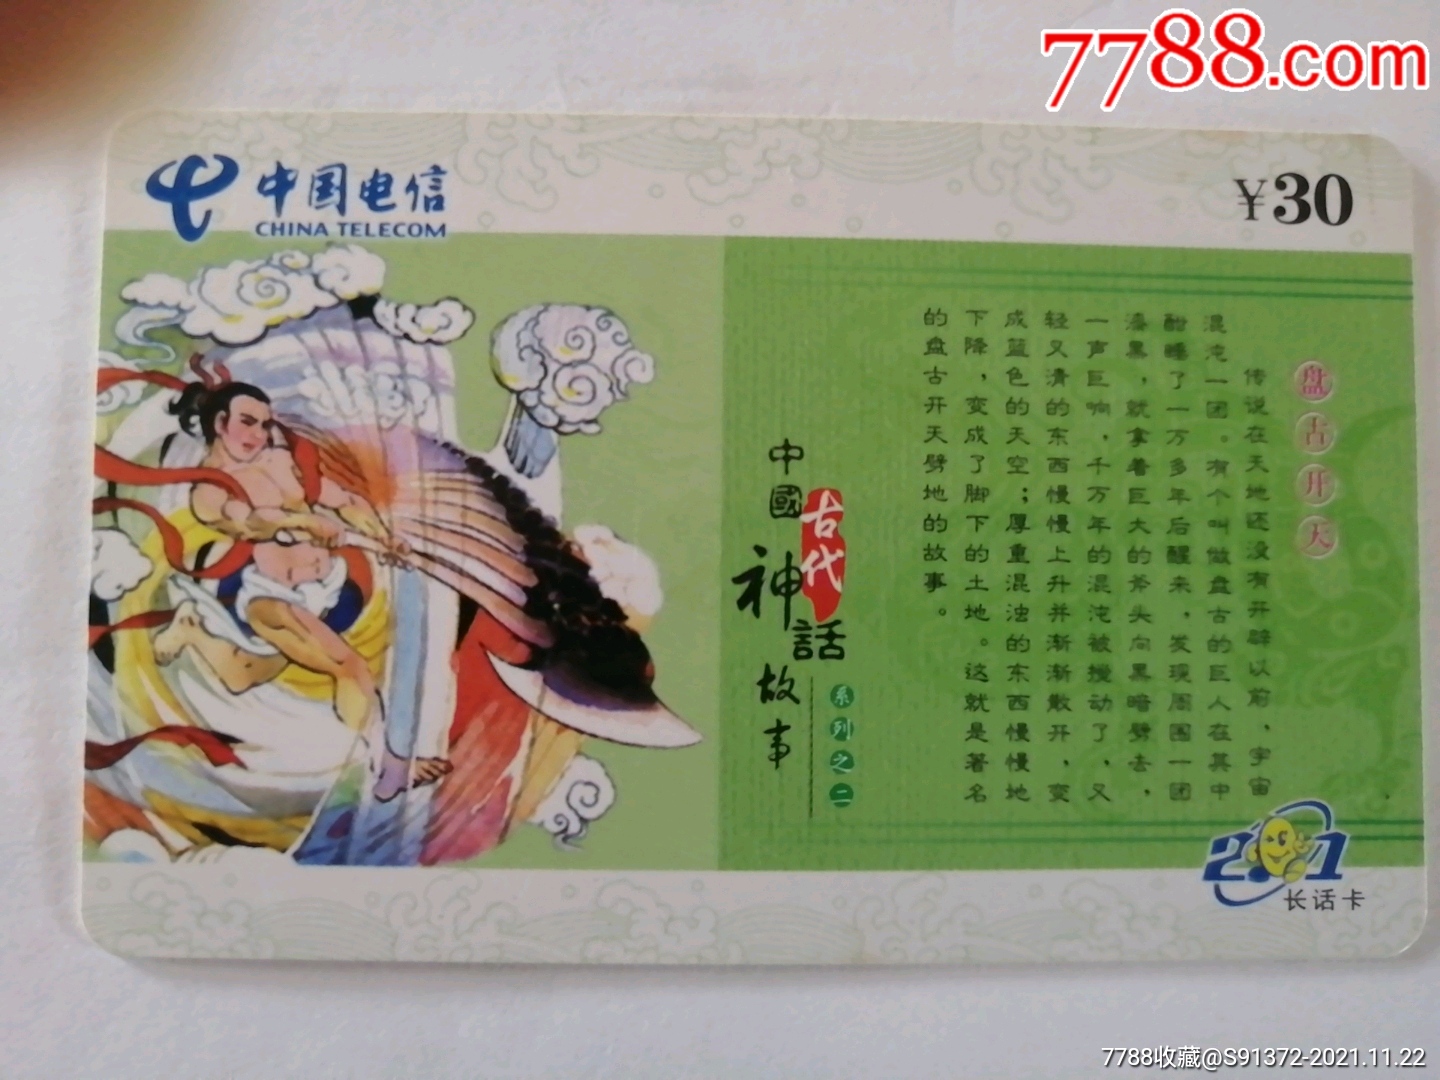 7788.com
中国电信
CHINA TELECOM
¥30
盘古开天
传说在天地还没有开辟以前，宇宙
混沌一团。有个叫做盘古的巨人在其中
酣睡了一万多年后醒来，发现周围一团
漆黑，就拿着巨大的斧头向黑暗劈去，
一声巨响，千万年的混沌被搅动了，又
轻又清的东西慢慢上升并渐渐散开，变
成蓝色的天空；厚重混浊的东西慢慢地
下降，变成了脚下的土地。这就是著名
的盘古开天劈地的故事。
中國
古代
神話
故事
系列之二
201
长话卡
7788收藏@S91372-2021.11.22